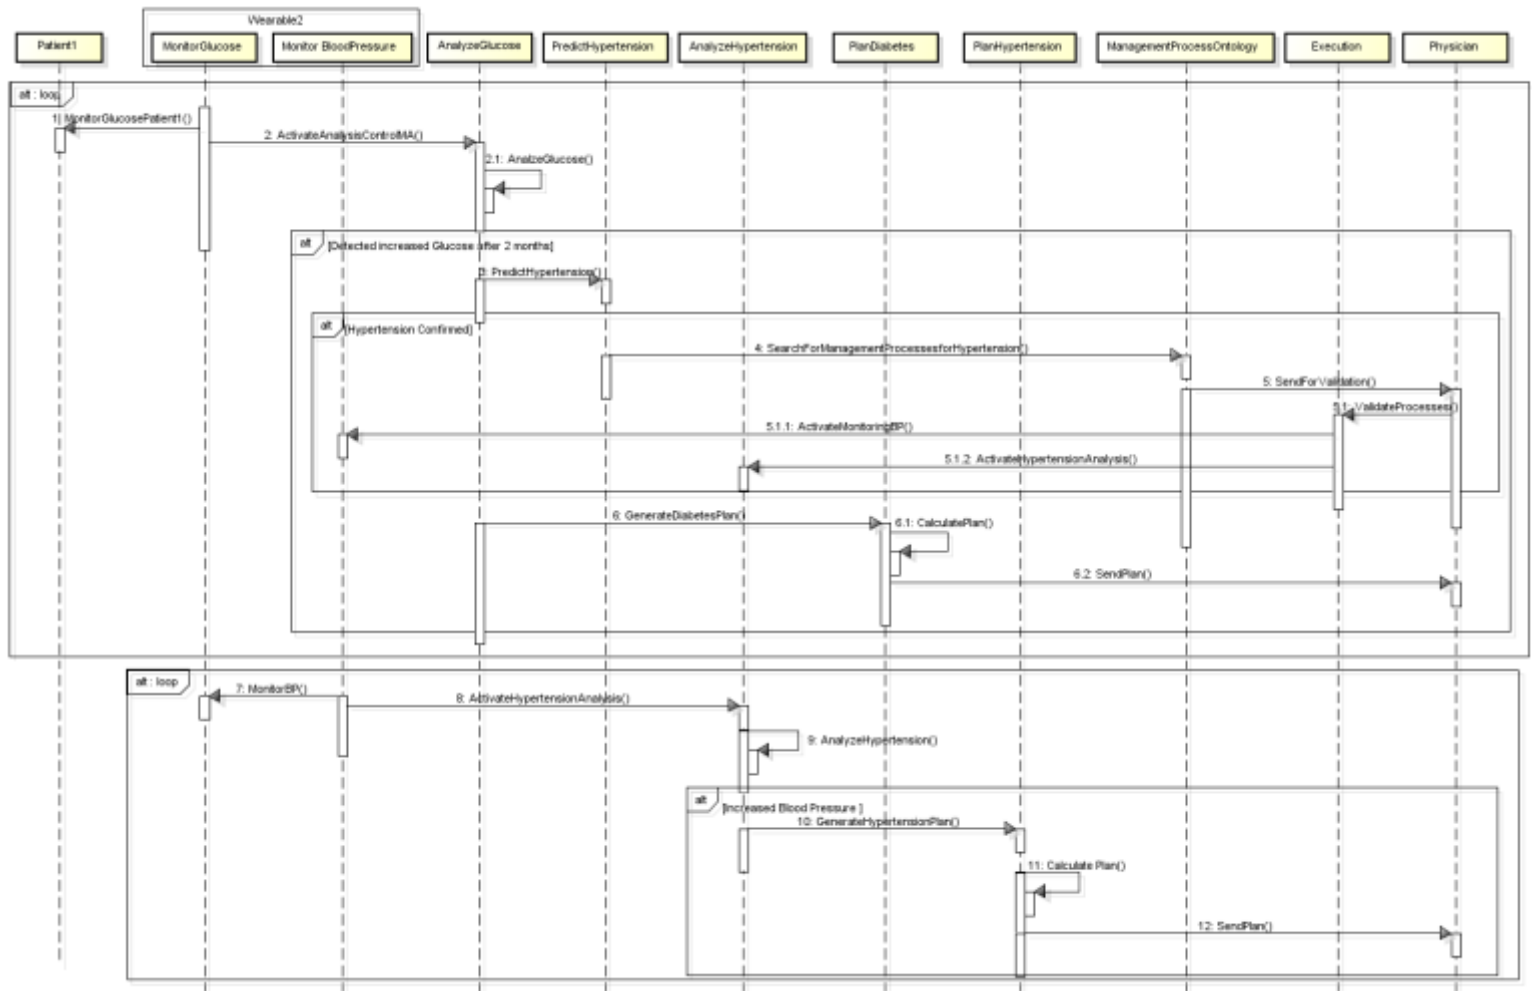 Wearable2
Patient1
MonitorGlucose
Monitor BloodPressure
AnalyzeGlucose
PredictHypertension
AnalyzeHypertension
PlanDiabetes
PlanHypertension
ManagementProcessOntology
Execution
Physician
alt : loop
1: MonitorGlucosePatient1()
2: ActivateAnalysisControlMA()
2.1: AnalzeGlucose()
alt
[Detected increased Glucose after 2 months]
3: PredictHypertension()
alt
[Hypertension Confirmed]
4: SearchForManagementProcessesforHypertension()
5: SendForValidation()
5.1: ValidateProcesses()
5.1.1: ActivateMonitoringBP()
5.1.2: ActivateHypertensionAnalysis()
6: GenerateDiabetesPlan()
6.1: CalculatePlan()
6.2: SendPlan()
alt : loop
7: MonitorBP()
8: ActivateHypertensionAnalysis()
9: AnalyzeHypertension()
alt
[Increased Blood Pressure ]
10: GenerateHypertensionPlan()
11: Calculate Plan()
12: SendPlan()